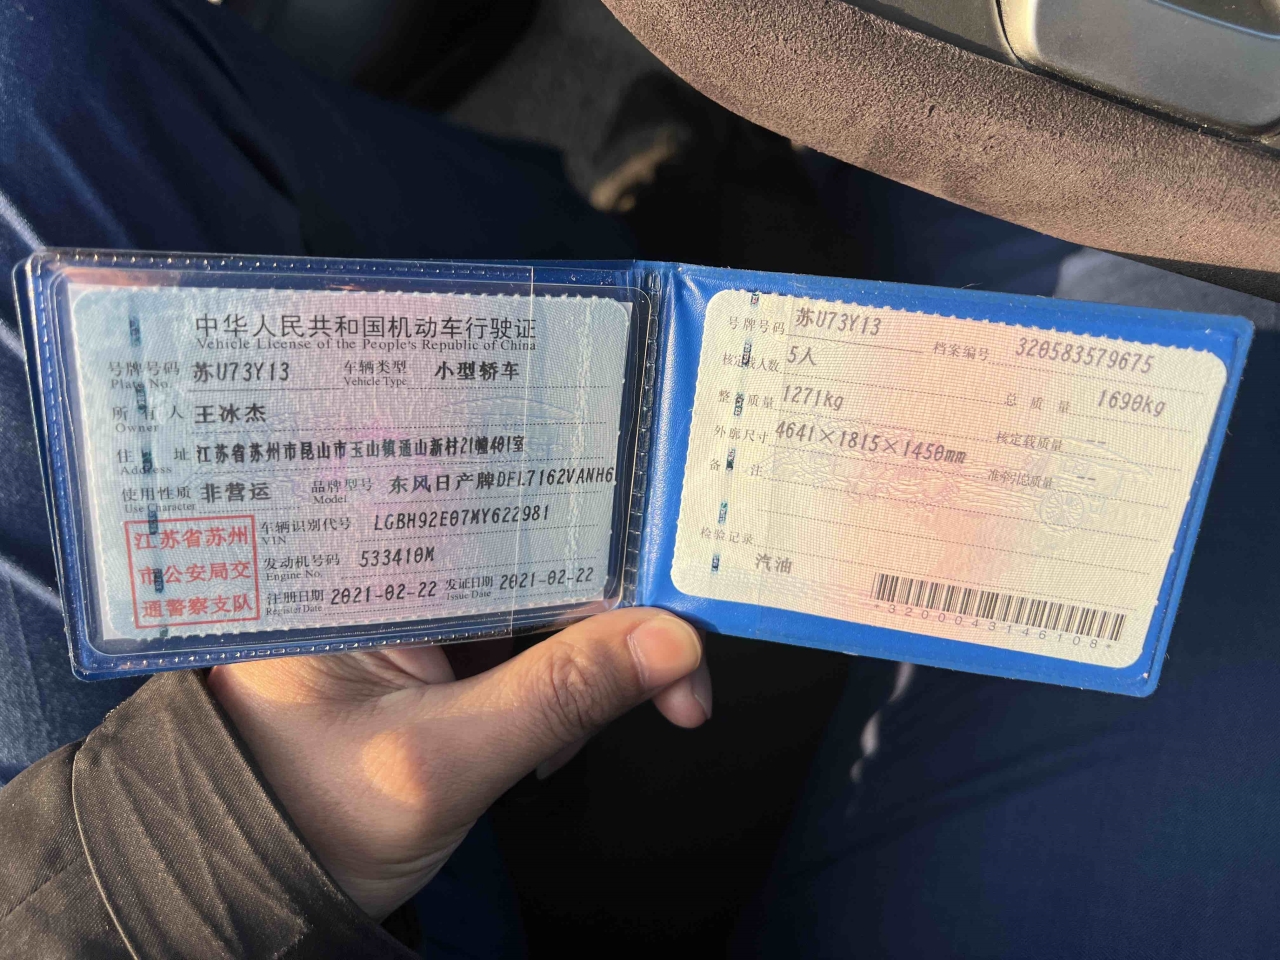 中华人民共和国机动车行驶证
Vehicle License of the People's Republic of China
号牌号码 苏U73Y13 车辆类型 小型轿车
Plate No. Vehicle Type
所有人 王冰杰
Owner
住址 江苏省苏州市昆山市玉山镇通山新村21幢401室
Address
使用性质 非营运 品牌型号 东风日产牌DFL7162VANH6
Use Character Model
江苏省苏州
市公安局交
通警察支队
车辆识别代号 LGBH92E07MY622981
VIN
发动机号码 533410M
Engine No.
注册日期 2021-02-22 发证日期 2021-02-22
Register Date Issue Date
号牌号码 苏U73Y13 档案编号 320583579675
核定载人数 5人 总质量 1690kg
整备质量 1271kg 核定载质量 --
外廓尺寸 4641×1815×1450mm 准牵引总质量 --
备注
检验记录
汽油
*3200043146108*